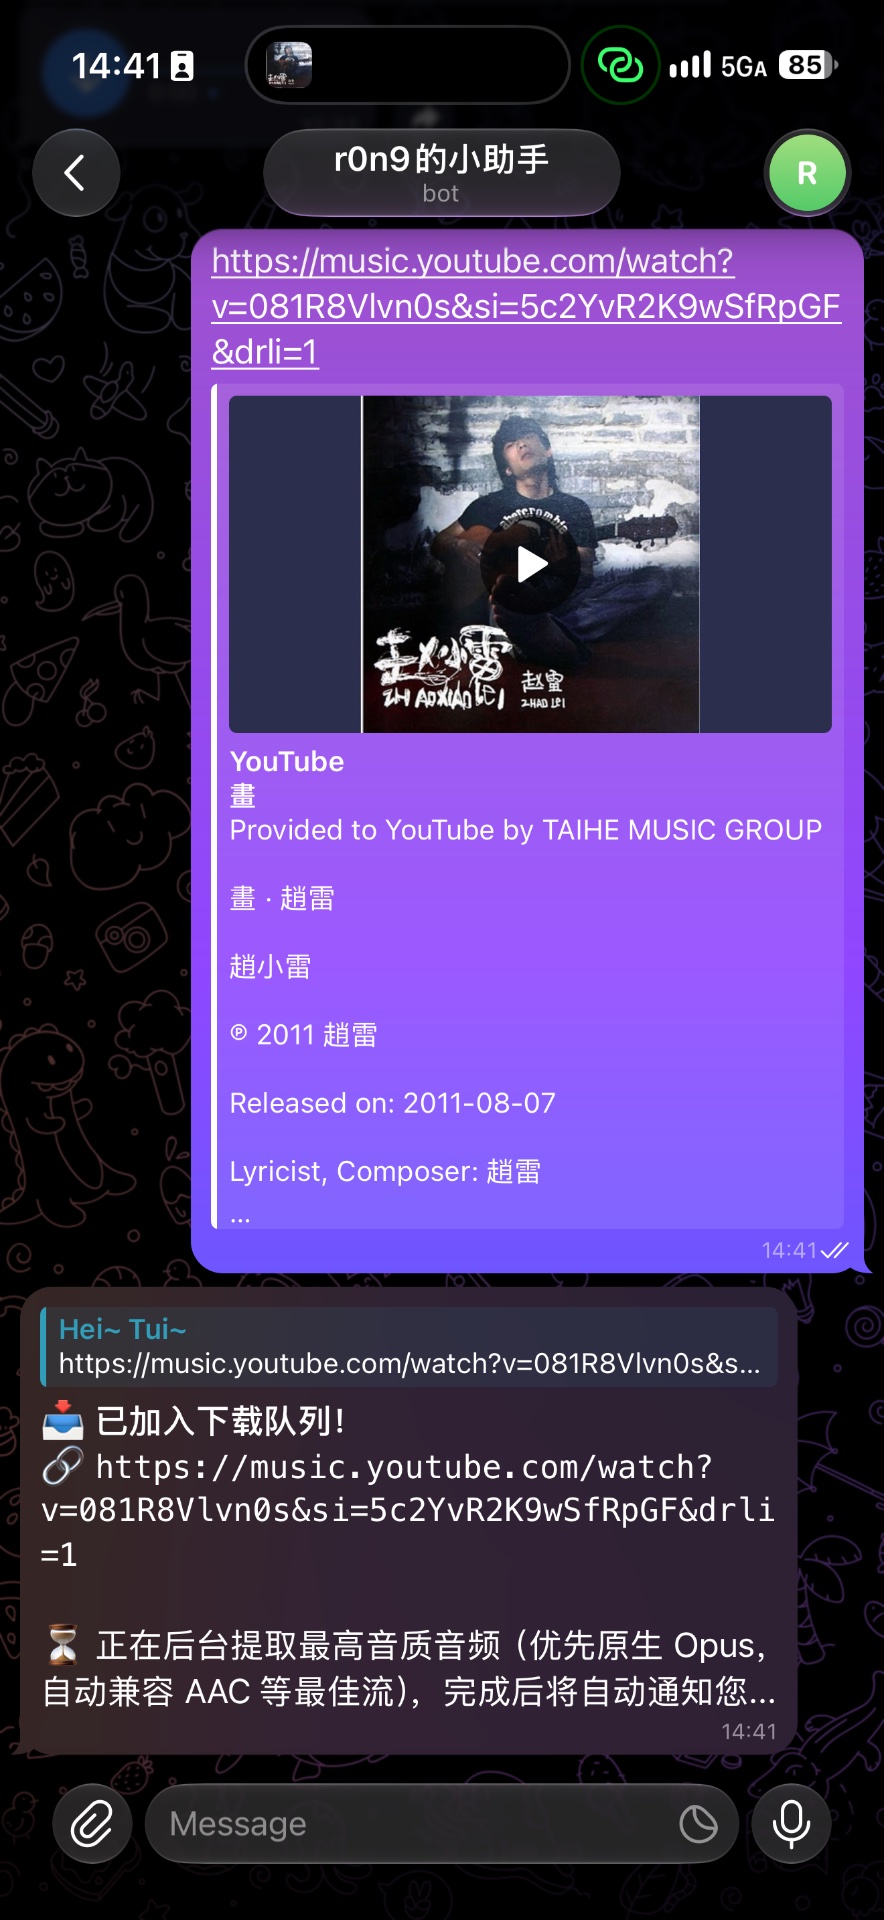 14:41
5GA
85
r0n9的小助手
bot
R
https://music.youtube.com/watch?
v=081R8Vlvn0s&si=5c2YvR2K9wSfRpGF
&drli=1
abercrombie
赵小雷
ZHAOXIAOLEI
赵雷
ZHAO LEI
YouTube
畫
Provided to YouTube by TAIHE MUSIC GROUP
畫 · 趙雷
趙小雷
℗ 2011 趙雷
Released on: 2011-08-07
Lyricist, Composer: 趙雷
...
14:41
Hei~ Tui~
https://music.youtube.com/watch?v=081R8Vlvn0s&s...
📥 已加入下载队列！
🔗 https://music.youtube.com/watch?
v=081R8Vlvn0s&si=5c2YvR2K9wSfRpGF&drli
=1
⏳ 正在后台提取最高音质音频（优先原生 Opus，
自动兼容 AAC 等最佳流），完成后将自动通知您...
14:41
Message